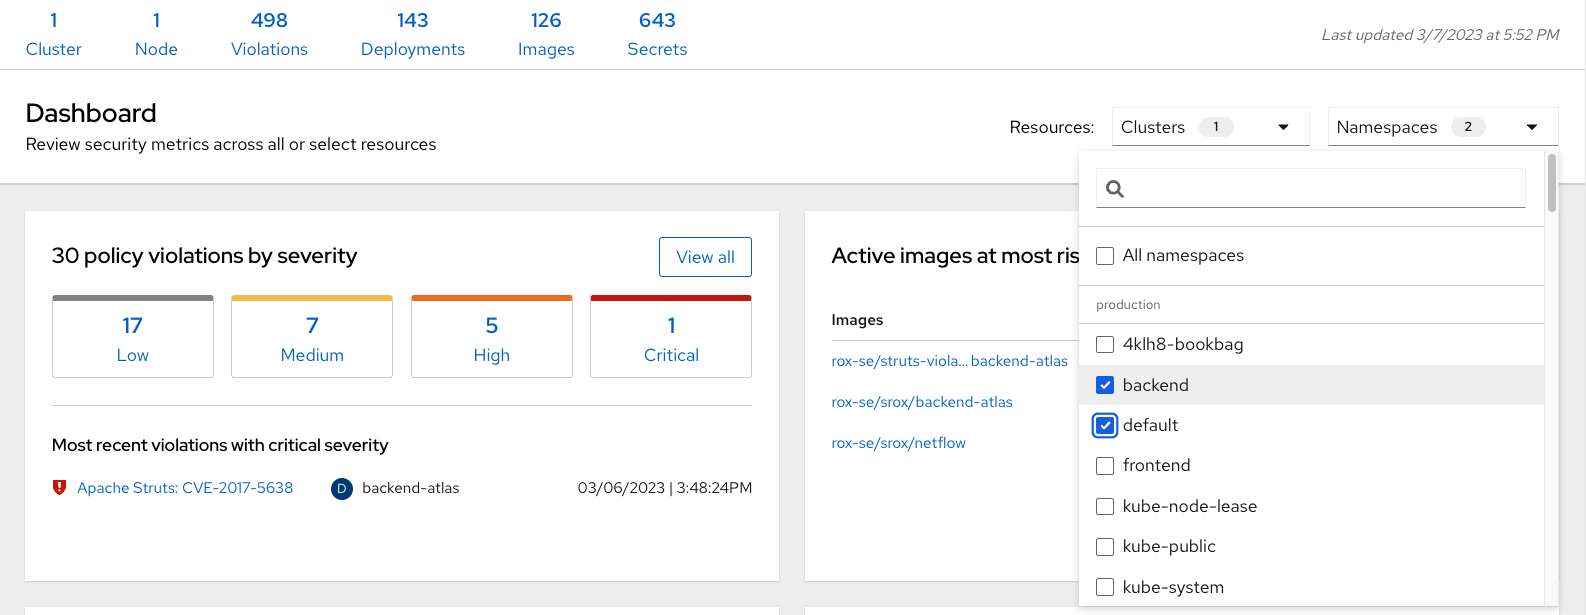 1 1 498 143 126 643
Cluster Node Violations Deployments Images Secrets
Last updated 3/7/2023 at 5:52 PM
Dashboard
Review security metrics across all or select resources
Resources: Clusters 1 Namespaces 2
30 policy violations by severity View all
17 7 5 1
Low Medium High Critical
Most recent violations with critical severity
Apache Struts: CVE-2017-5638 D backend-atlas 03/06/2023 | 3:48:24PM
Active images at most ris
Images
rox-se/struts-viola... backend-atlas
rox-se/srox/backend-atlas
rox-se/srox/netflow
All namespaces
production
4klh8-bookbag
backend
default
frontend
kube-node-lease
kube-public
kube-system